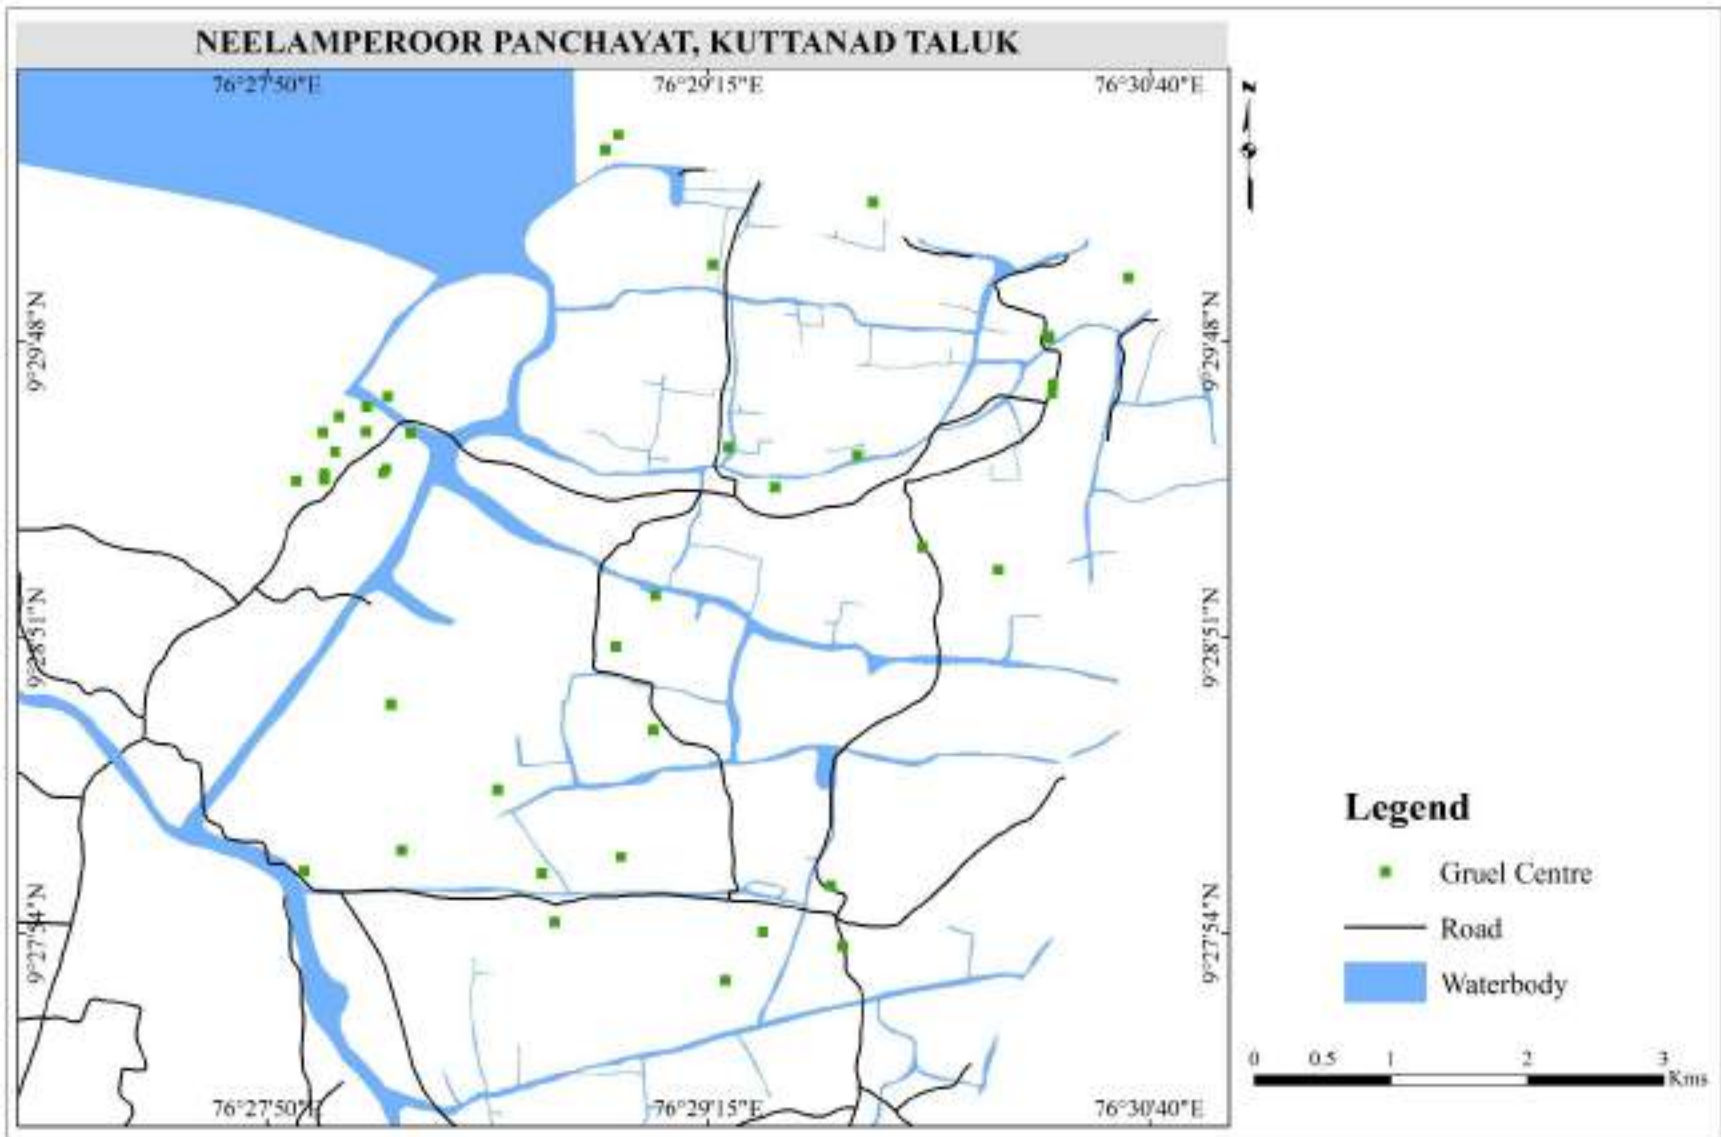 NEELAMPEROOR PANCHAYAT, KUTTANAD TALUK
76°27'50"E 76°29'15"E 76°30'40"E
N
9°29'48"N 9°29'48"N
9°28'51"N 9°28'51"N
9°27'54"N 9°27'54"N
76°27'50"E 76°29'15"E 76°30'40"E
Legend
Gruel Centre
Road
Waterbody
0 0.5 1 2 3
Kms